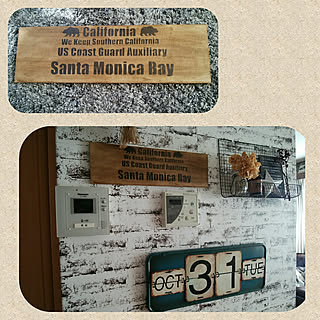 California
We Keep Southern California
US Coast Guard Auxiliary
Santa Monica Bay
California
We Keep Southern California
US Coast Guard Auxiliary
Santa Monica Bay
OCT 31 TUE